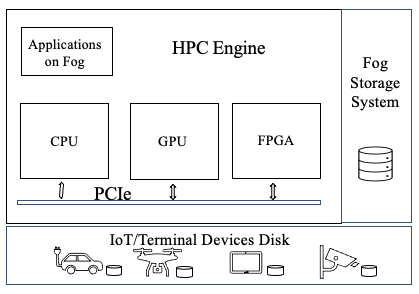 Applications
on Fog
HPC Engine
Fog
Storage
System
CPU
GPU
FPGA
PCIe
IoT/Terminal Devices Disk